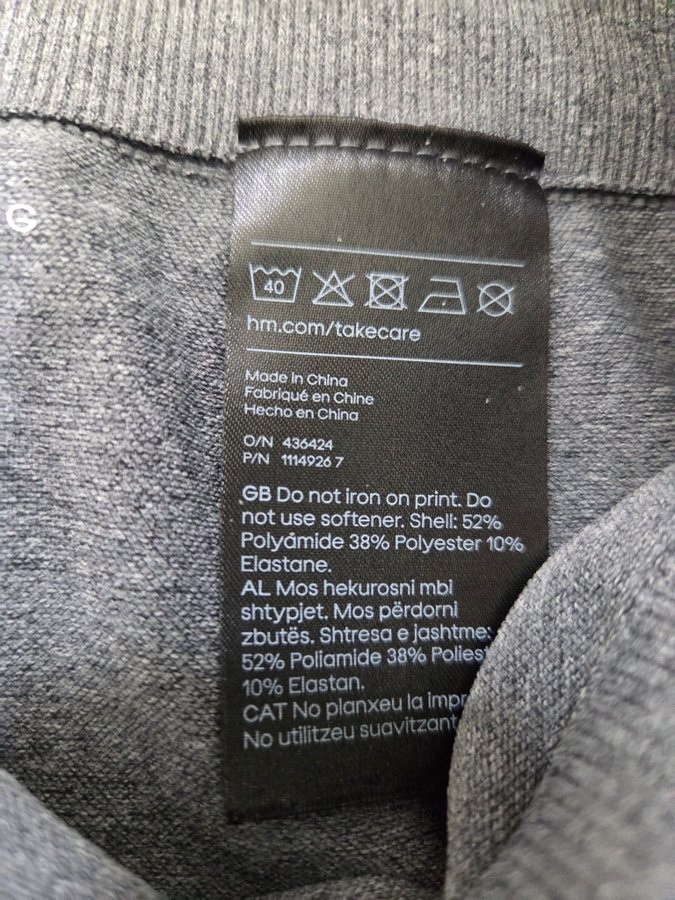 G
40
hm.com/takecare
Made in China
Fabriqué en Chine
Hecho en China
O/N 436424
P/N 1114926 7
GB Do not iron on print. Do
not use softener. Shell: 52%
Polyámide 38% Polyester 10%
Elastane.
AL Mos hekurosni mbi
shtypjet. Mos përdorni
zbutës. Shtresa e jashtme:
52% Poliamide 38% Polies
10% Elastan.
CAT No planxeu la impr
No utilitzeu suavitzant